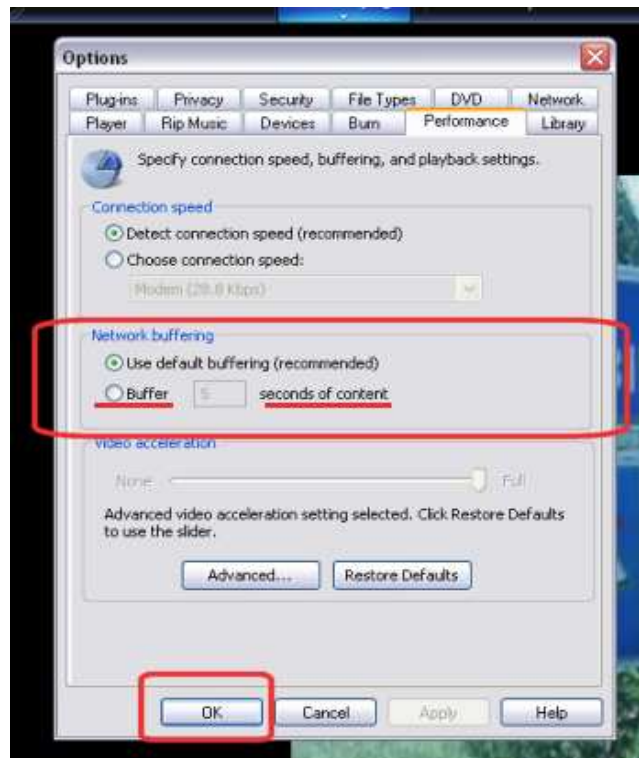 Options
Plug-ins Privacy Security File Types DVD Network
Player Rip Music Devices Burn Performance Library
Specify connection speed, buffering, and playback settings.
Connection speed
Detect connection speed (recommended)
Choose connection speed:
Modem (28.8 Kbps)
Network buffering
Use default buffering (recommended)
Buffer 5 seconds of content
Video acceleration
None Full
Advanced video acceleration setting selected. Click Restore Defaults
to use the slider.
Advanced... Restore Defaults
OK Cancel Apply Help